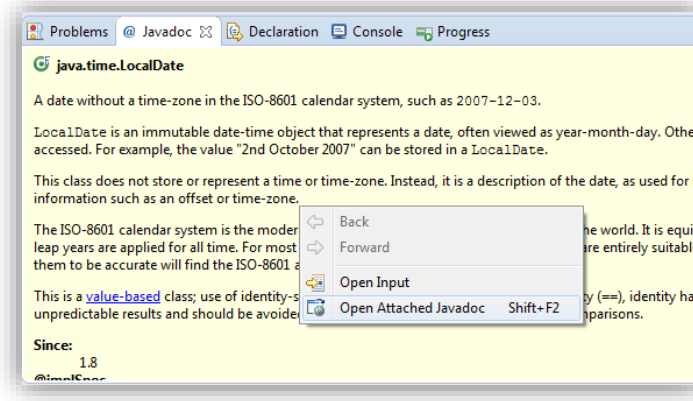 Problems @ Javadoc Declaration Console Progress
java.time.LocalDate
A date without a time-zone in the ISO-8601 calendar system, such as 2007-12-03.
LocalDate is an immutable date-time object that represents a date, often viewed as year-month-day. Othe
accessed. For example, the value "2nd October 2007" can be stored in a LocalDate.
This class does not store or represent a time or time-zone. Instead, it is a description of the date, as used for
information such as an offset or time-zone.
The ISO-8601 calendar system is the moder
he world. It is equi
leap years are applied for all time. For most
are entirely suitabl
them to be accurate will find the ISO-8601 a
This is a value-based class; use of identity-s
ty (==), identity ha
unpredictable results and should be avoide
nparisons.
Back
Forward
Open Input
Open Attached Javadoc Shift+F2
Since:
1.8
@implSpec